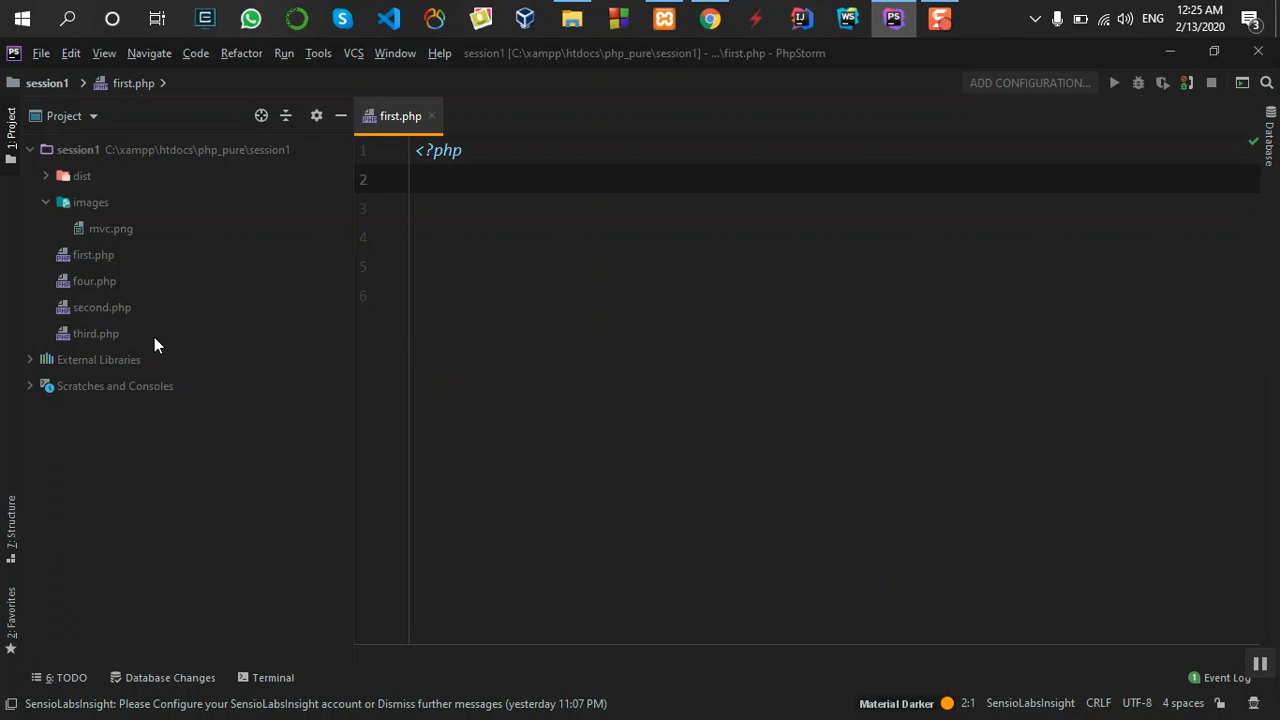 12:25 AM
ENG
2/13/2020
3
PS File Edit View Navigate Code Refactor Run Tools VCS Window Help session1 [C:\xampp\htdocs\php_pure\session1] - ...\first.php - PhpStorm
session1 first.php ADD CONFIGURATION...
1: Project
Project
first.php
Database
session1 C:\xampp\htdocs\php_pure\session1
dist
images
mvc.png
first.php
four.php
second.php
third.php
External Libraries
Scratches and Consoles
1 <?php
2
3
4
5
6
7: Structure
2: Favorites
6: TODO Database Changes Terminal 1 Event Log
SensioLabsInsight: Please Configure your SensioLabsInsight account or Dismiss further messages (yesterday 11:07 PM) Material Darker 2:1 SensioLabsInsight CRLF UTF-8 4 spaces